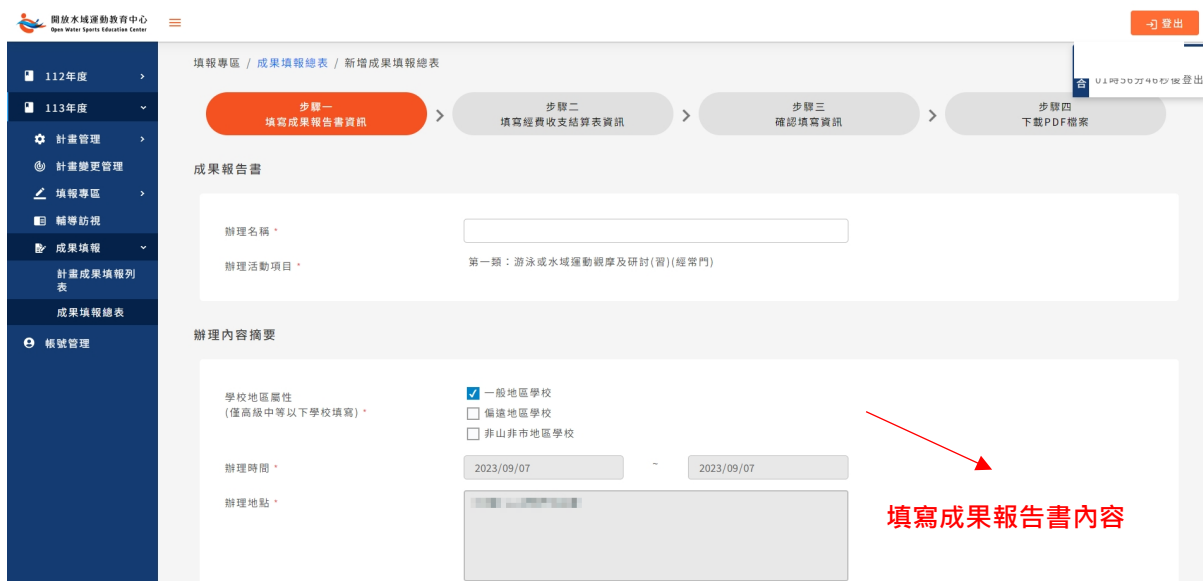 開放水域運動教育中心
Open Water Sports Education Center
登出
填報專區 / 成果填報總表 / 新增成果填報總表
01時56分46秒後登出
112年度
113年度
計畫管理
計畫變更管理
填報專區
輔導訪視
成果填報
計畫成果填報列
表
成果填報總表
帳號管理
步驟一
填寫成果報告書資訊
步驟二
填寫經費收支結算表資訊
步驟三
確認填寫資訊
步驟四
下載PDF檔案
成果報告書
辦理名稱 *
辦理活動項目 *
第一類：游泳或水域運動觀摩及研討(習)(經常門)
辦理內容摘要
學校地區屬性
(僅高級中等以下學校填寫) *
一般地區學校
偏遠地區學校
非山非市地區學校
辦理時間 *
2023/09/07 ~ 2023/09/07
辦理地點 *
填寫成果報告書內容